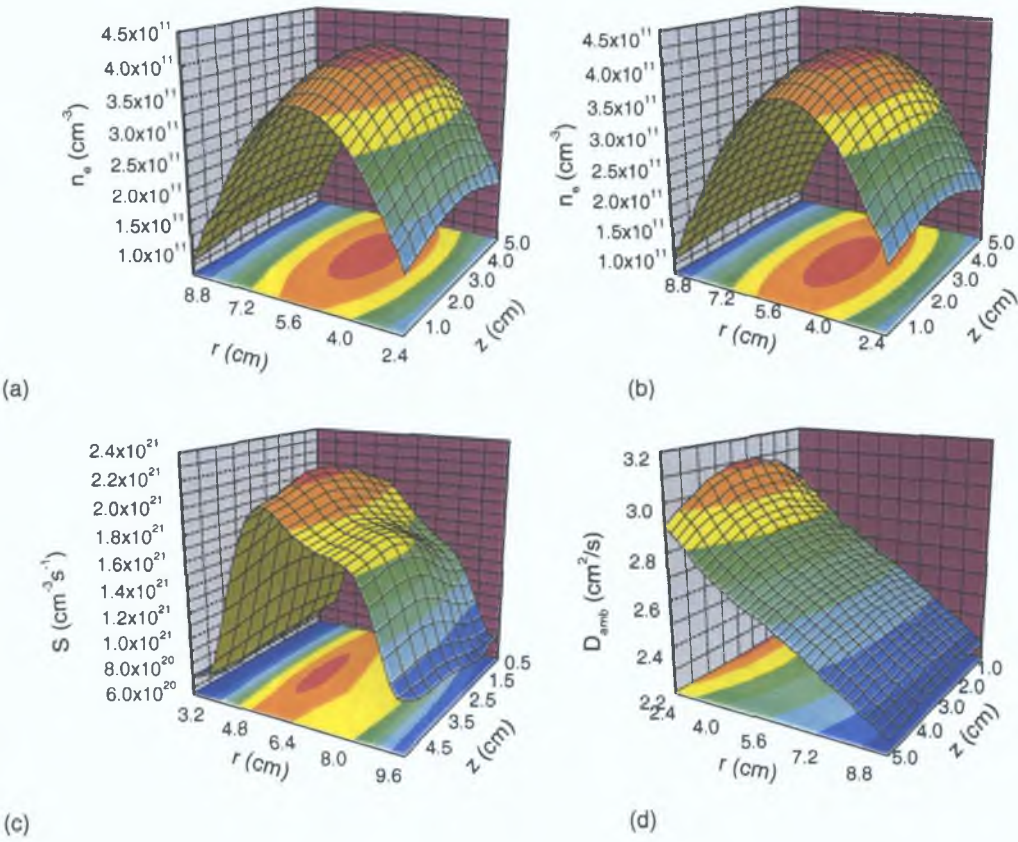 4.5x10¹¹
4.0x10¹¹
3.5x10¹¹
3.0x10¹¹
2.5x10¹¹
2.0x10¹¹
1.5x10¹¹
1.0x10¹¹
nₑ (cm⁻³)
8.8 7.2 5.6 4.0 2.4
r (cm)
1.0 2.0 3.0 4.0 5.0
z (cm)
(a)
4.5x10¹¹
4.0x10¹¹
3.5x10¹¹
3.0x10¹¹
2.5x10¹¹
2.0x10¹¹
1.5x10¹¹
1.0x10¹¹
nₑ (cm⁻³)
8.8 7.2 5.6 4.0 2.4
r (cm)
1.0 2.0 3.0 4.0 5.0
z (cm)
(b)
2.4x10²¹
2.2x10²¹
2.0x10²¹
1.8x10²¹
1.6x10²¹
1.4x10²¹
1.2x10²¹
1.0x10²¹
8.0x10²⁰
6.0x10²⁰
S (cm⁻³s⁻¹)
3.2 4.8 6.4 8.0 9.6
r (cm)
4.5 3.5 2.5 1.5 0.5
z (cm)
(c)
3.2
3.0
2.8
2.6
2.4
2.2
D_amb (cm²/s)
2.4 4.0 5.6 7.2 8.8
r (cm)
5.0 4.0 3.0 2.0 1.0
z (cm)
(d)